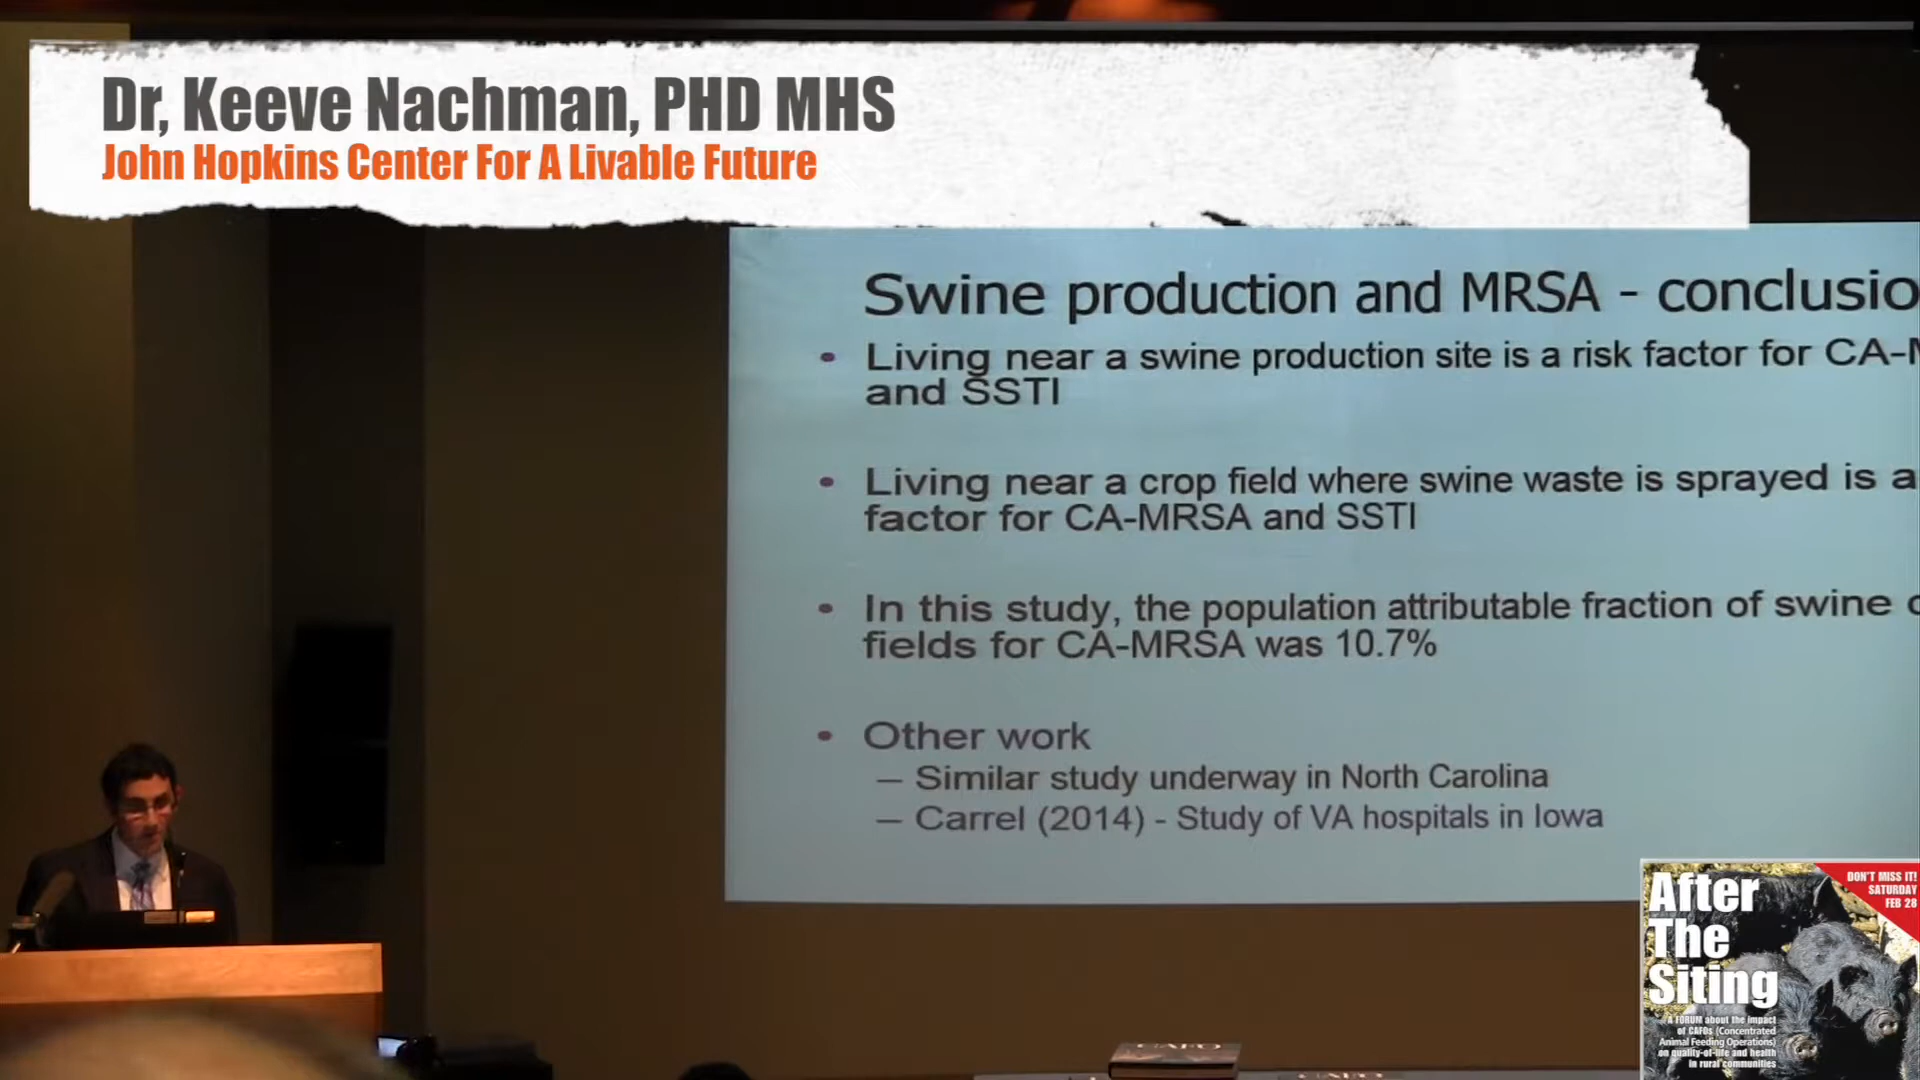 Dr, Keeve Nachman, PHD MHS
John Hopkins Center For A Livable Future
Swine production and MRSA - conclusio
• Living near a swine production site is a risk factor for CA-M
and SSTI
• Living near a crop field where swine waste is sprayed is a
factor for CA-MRSA and SSTI
• In this study, the population attributable fraction of swine c
fields for CA-MRSA was 10.7%
• Other work
– Similar study underway in North Carolina
– Carrel (2014) - Study of VA hospitals in Iowa
DON'T MISS IT!
SATURDAY
FEB 28
After
The
Siting
A FORUM about the impact
of CAFOs (Concentrated
Animal Feeding Operations)
on quality-of-life and health
in rural communities
CAFO